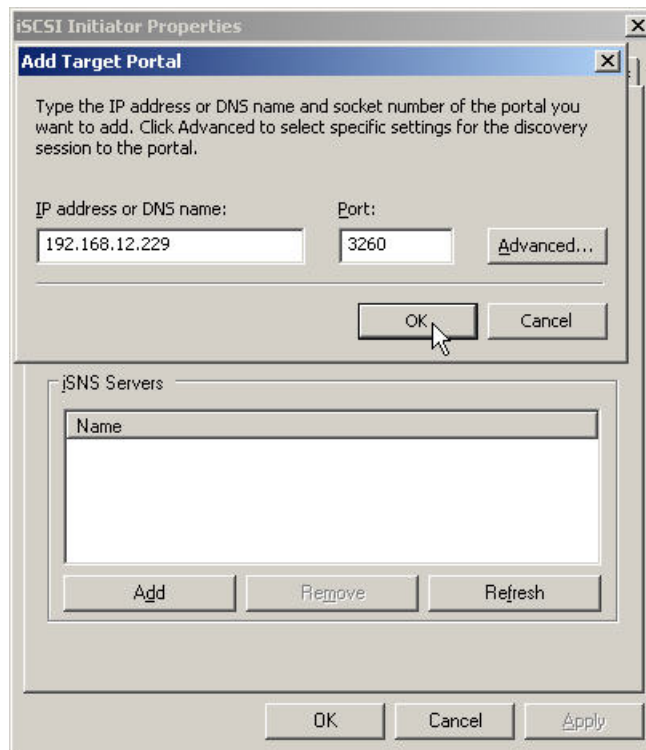 iSCSI Initiator Properties
Add Target Portal
Type the IP address or DNS name and socket number of the portal you
want to add. Click Advanced to select specific settings for the discovery
session to the portal.
IP address or DNS name:
Port:
192.168.12.229
3260
Advanced...
OK
Cancel
iSNS Servers
Name
Add
Remove
Refresh
OK
Cancel
Apply